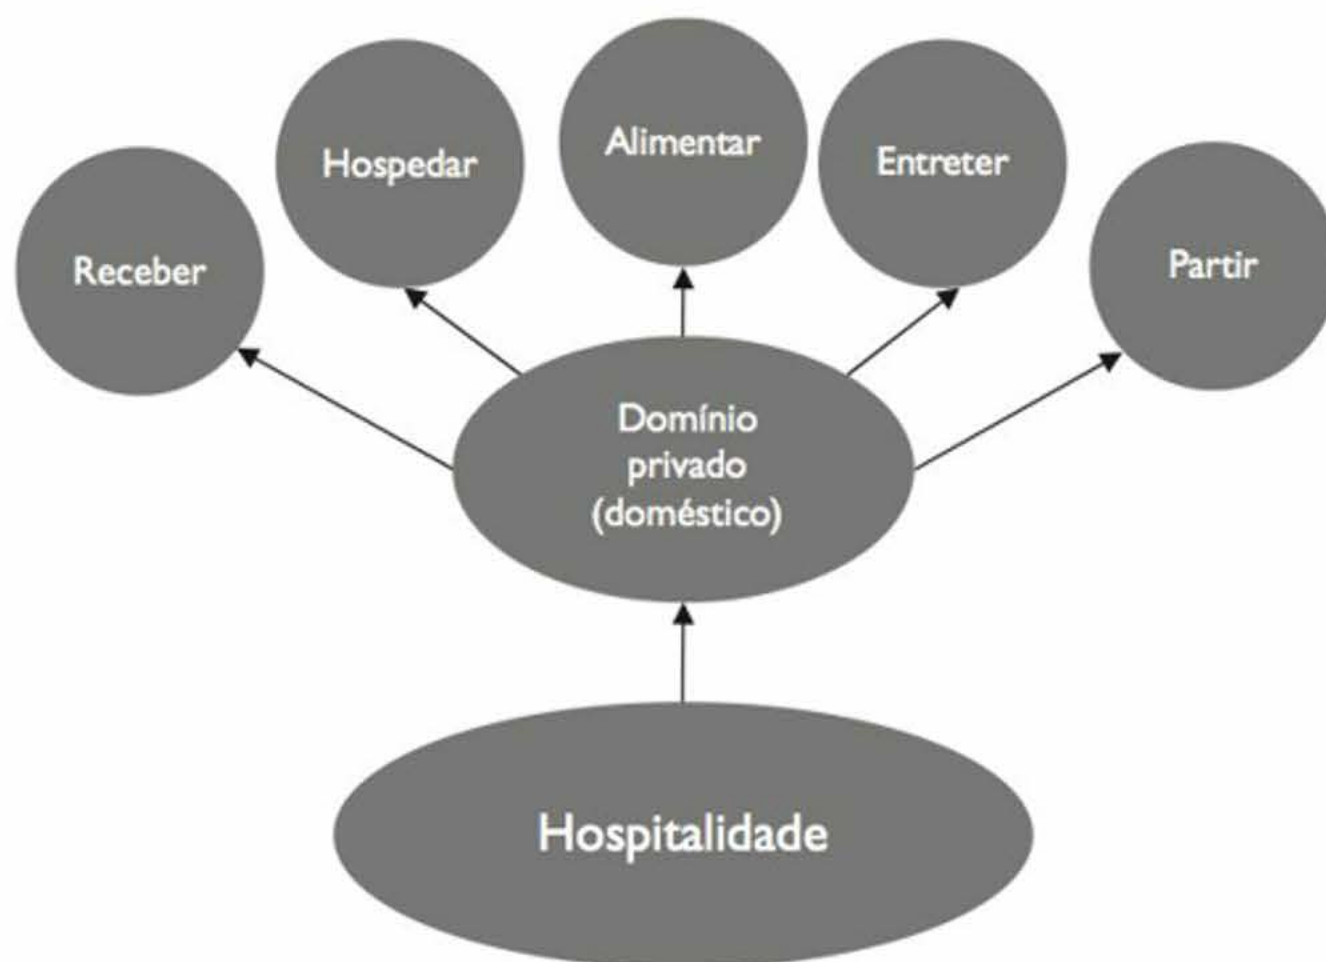 Receber
Hospedar
Alimentar
Entreter
Partir
Domínio
privado
(doméstico)
Hospitalidade